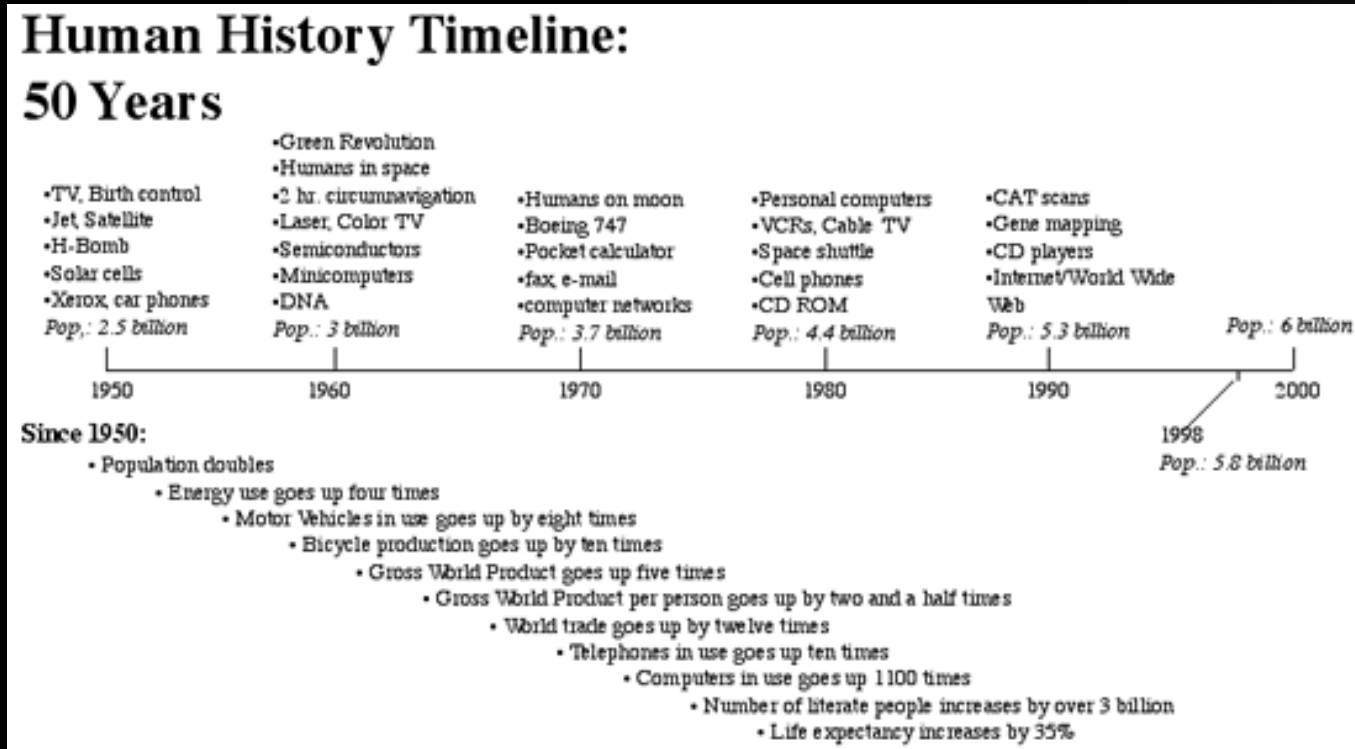 Human History Timeline:
50 Years
•TV, Birth control
•Jet, Satellite
•H-Bomb
•Solar cells
•Xerox, car phones
Pop,: 2.5 billion
•Green Revolution
•Humans in space
•2 hr. circumnavigation
•Laser, Color TV
•Semiconductors
•Minicomputers
•DNA
Pop.: 3 billion
•Humans on moon
•Boeing 747
•Pocket calculator
•fax, e-mail
•computer networks
Pop.: 3.7 billion
•Personal computers
•VCRs, Cable TV
•Space shuttle
•Cell phones
•CD ROM
Pop.: 4.4 billion
•CAT scans
•Gene mapping
•CD players
•Internet/World Wide
Web
Pop.: 5.3 billion
Pop.: 6 billion
1950 1960 1970 1980 1990 2000
1998
Pop.: 5.8 billion
Since 1950:
• Population doubles
• Energy use goes up four times
• Motor Vehicles in use goes up by eight times
• Bicycle production goes up by ten times
• Gross World Product goes up five times
• Gross World Product per person goes up by two and a half times
• World trade goes up by twelve times
• Telephones in use goes up ten times
• Computers in use goes up 1100 times
• Number of literate people increases by over 3 billion
• Life expectancy increases by 35%